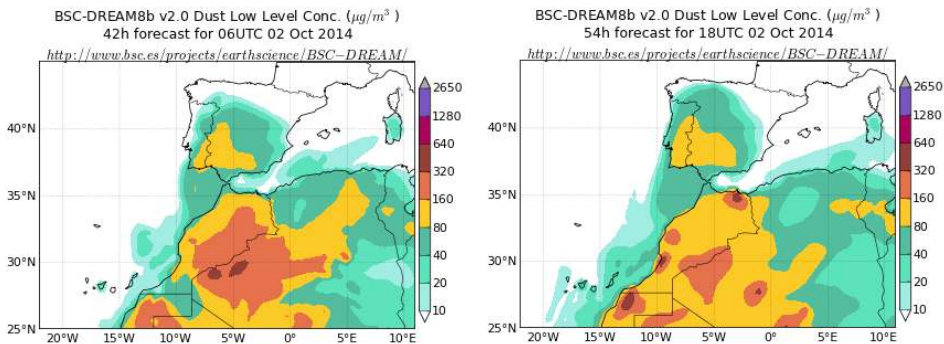 BSC-DREAM8b v2.0 Dust Low Level Conc. (μg/m³ )
42h forecast for 06UTC 02 Oct 2014
http://www.bsc.es/projects/earthscience/BSC−DREAM/
40°N
35°N
30°N
25°N
20°W
15°W
10°W
5°W
0°E
5°E
10°E
2650
1280
640
320
160
80
40
20
10
BSC-DREAM8b v2.0 Dust Low Level Conc. (μg/m³ )
54h forecast for 18UTC 02 Oct 2014
http://www.bsc.es/projects/earthscience/BSC−DREAM/
40°N
35°N
30°N
25°N
20°W
15°W
10°W
5°W
0°E
5°E
10°E
2650
1280
640
320
160
80
40
20
10